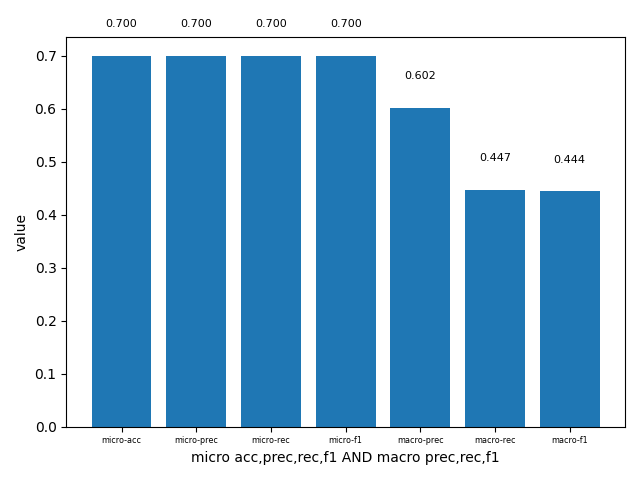 0.700 0.700 0.700 0.700
0.602
0.447 0.444
0.7
0.6
0.5
0.4
0.3
0.2
0.1
0.0
value
micro-acc micro-prec micro-rec micro-f1 macro-prec macro-rec macro-f1
micro acc,prec,rec,f1 AND macro prec,rec,f1